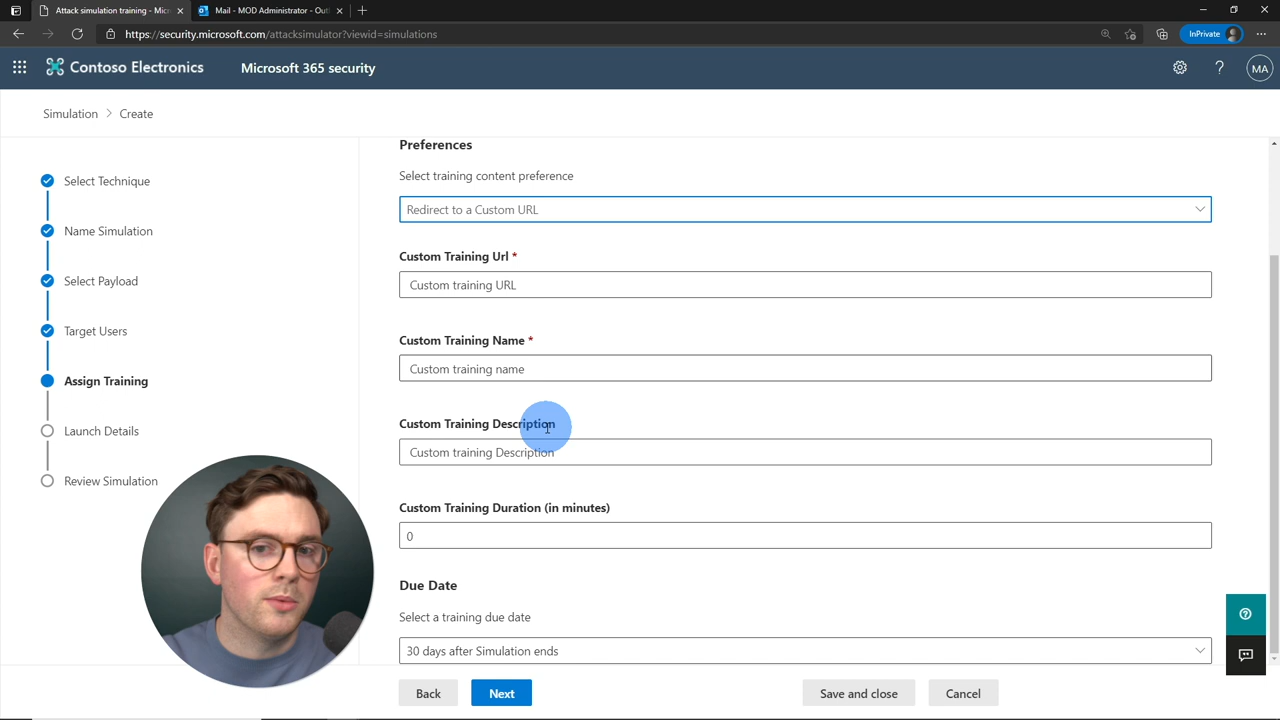 Attack simulation training - Micr
Mail - MOD Administrator - Out
https://security.microsoft.com/attacksimulator?viewid=simulations
InPrivate
Contoso Electronics
Microsoft 365 security
MA
Simulation > Create
Select Technique
Name Simulation
Select Payload
Target Users
Assign Training
Launch Details
Review Simulation
Preferences
Select training content preference
Redirect to a Custom URL
Custom Training Url *
Custom training URL
Custom Training Name *
Custom training name
Custom Training Description
Custom training Description
Custom Training Duration (in minutes)
0
Due Date
Select a training due date
30 days after Simulation ends
Back
Next
Save and close
Cancel